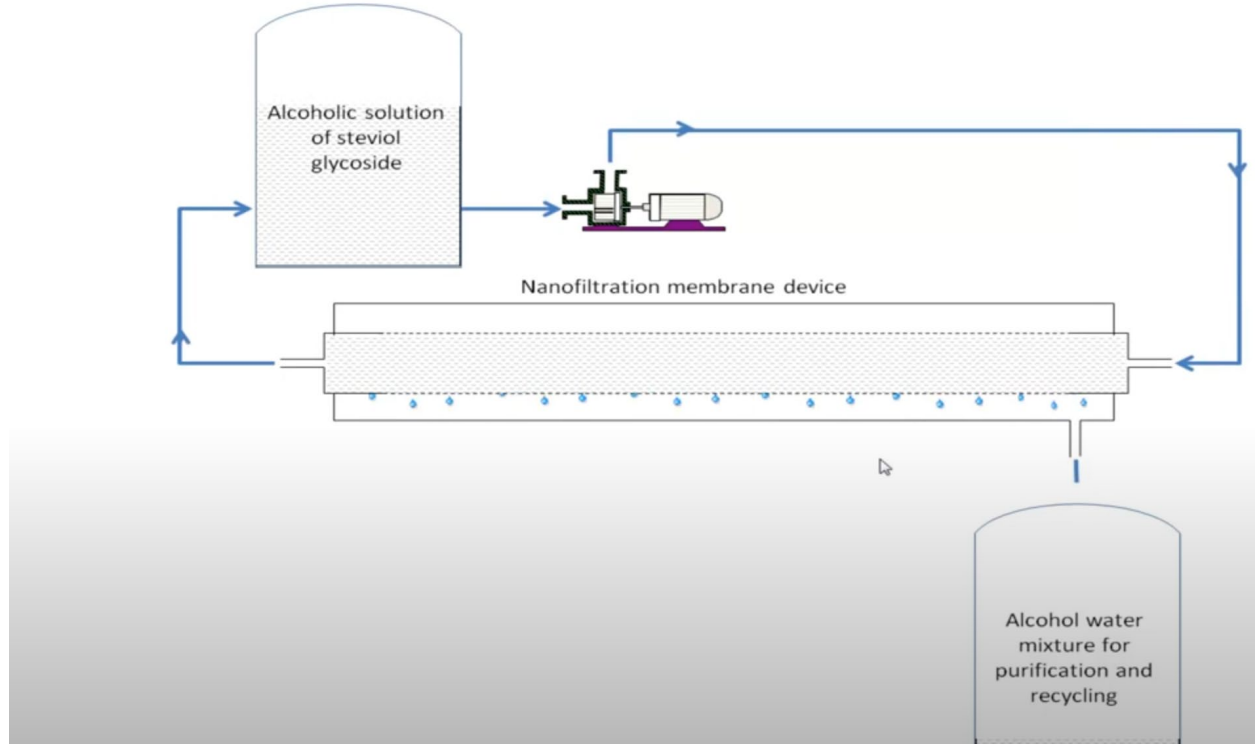 Alcoholic solution
of steviol
glycoside
Nanofiltration membrane device
Alcohol water
mixture for
purification and
recycling